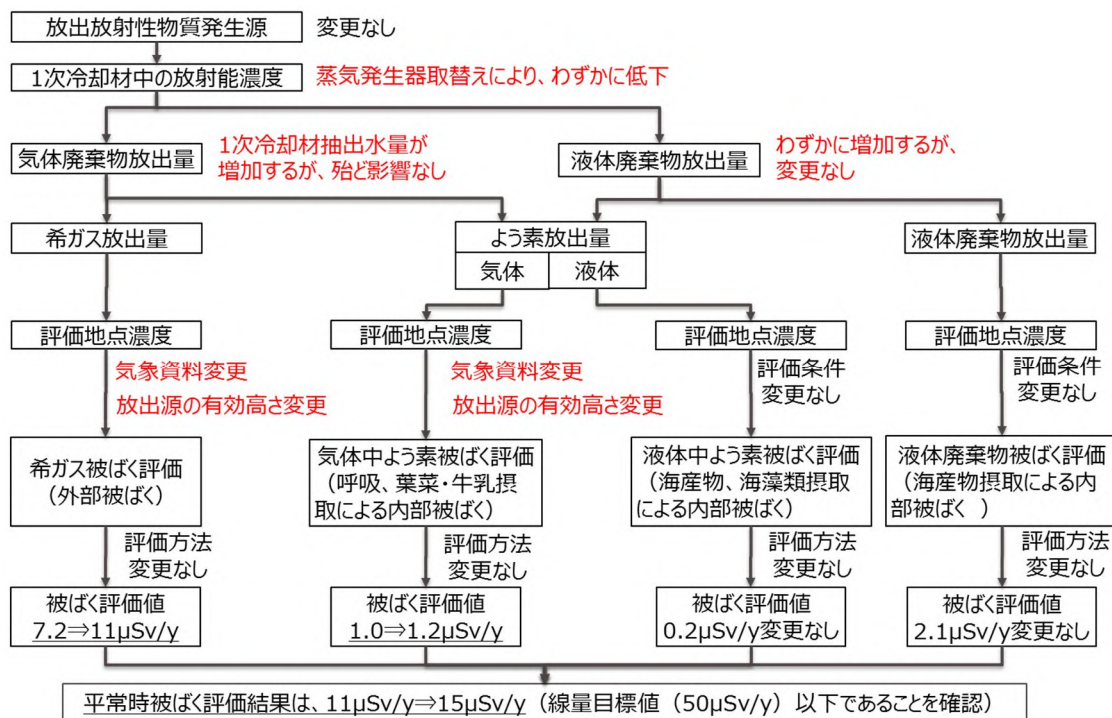 放出放射性物質発生源
変更なし
1次冷却材中の放射能濃度
蒸気発生器取替えにより、わずかに低下
気体廃棄物放出量
1次冷却材抽出水量が
増加するが、殆ど影響なし
液体廃棄物放出量
わずかに増加するが、
変更なし
希ガス放出量
よう素放出量
気体
液体
液体廃棄物放出量
評価地点濃度
評価地点濃度
評価地点濃度
評価地点濃度
気象資料変更
放出源の有効高さ変更
気象資料変更
放出源の有効高さ変更
評価条件
変更なし
評価条件
変更なし
希ガス被ばく評価
（外部被ばく）
気体中よう素被ばく評価
（呼吸、葉菜・牛乳摂
取による内部被ばく）
液体中よう素被ばく評価
（海産物、海藻類摂取
による内部被ばく）
液体廃棄物被ばく評価
（海産物摂取による内
部被ばく ）
評価方法
変更なし
評価方法
変更なし
評価方法
変更なし
評価方法
変更なし
被ばく評価値
7.2⇒11μSv/y
被ばく評価値
1.0⇒1.2μSv/y
被ばく評価値
0.2μSv/y変更なし
被ばく評価値
2.1μSv/y変更なし
平常時被ばく評価結果は、11μSv/y⇒15μSv/y（線量目標値（50μSv/y）以下であることを確認）